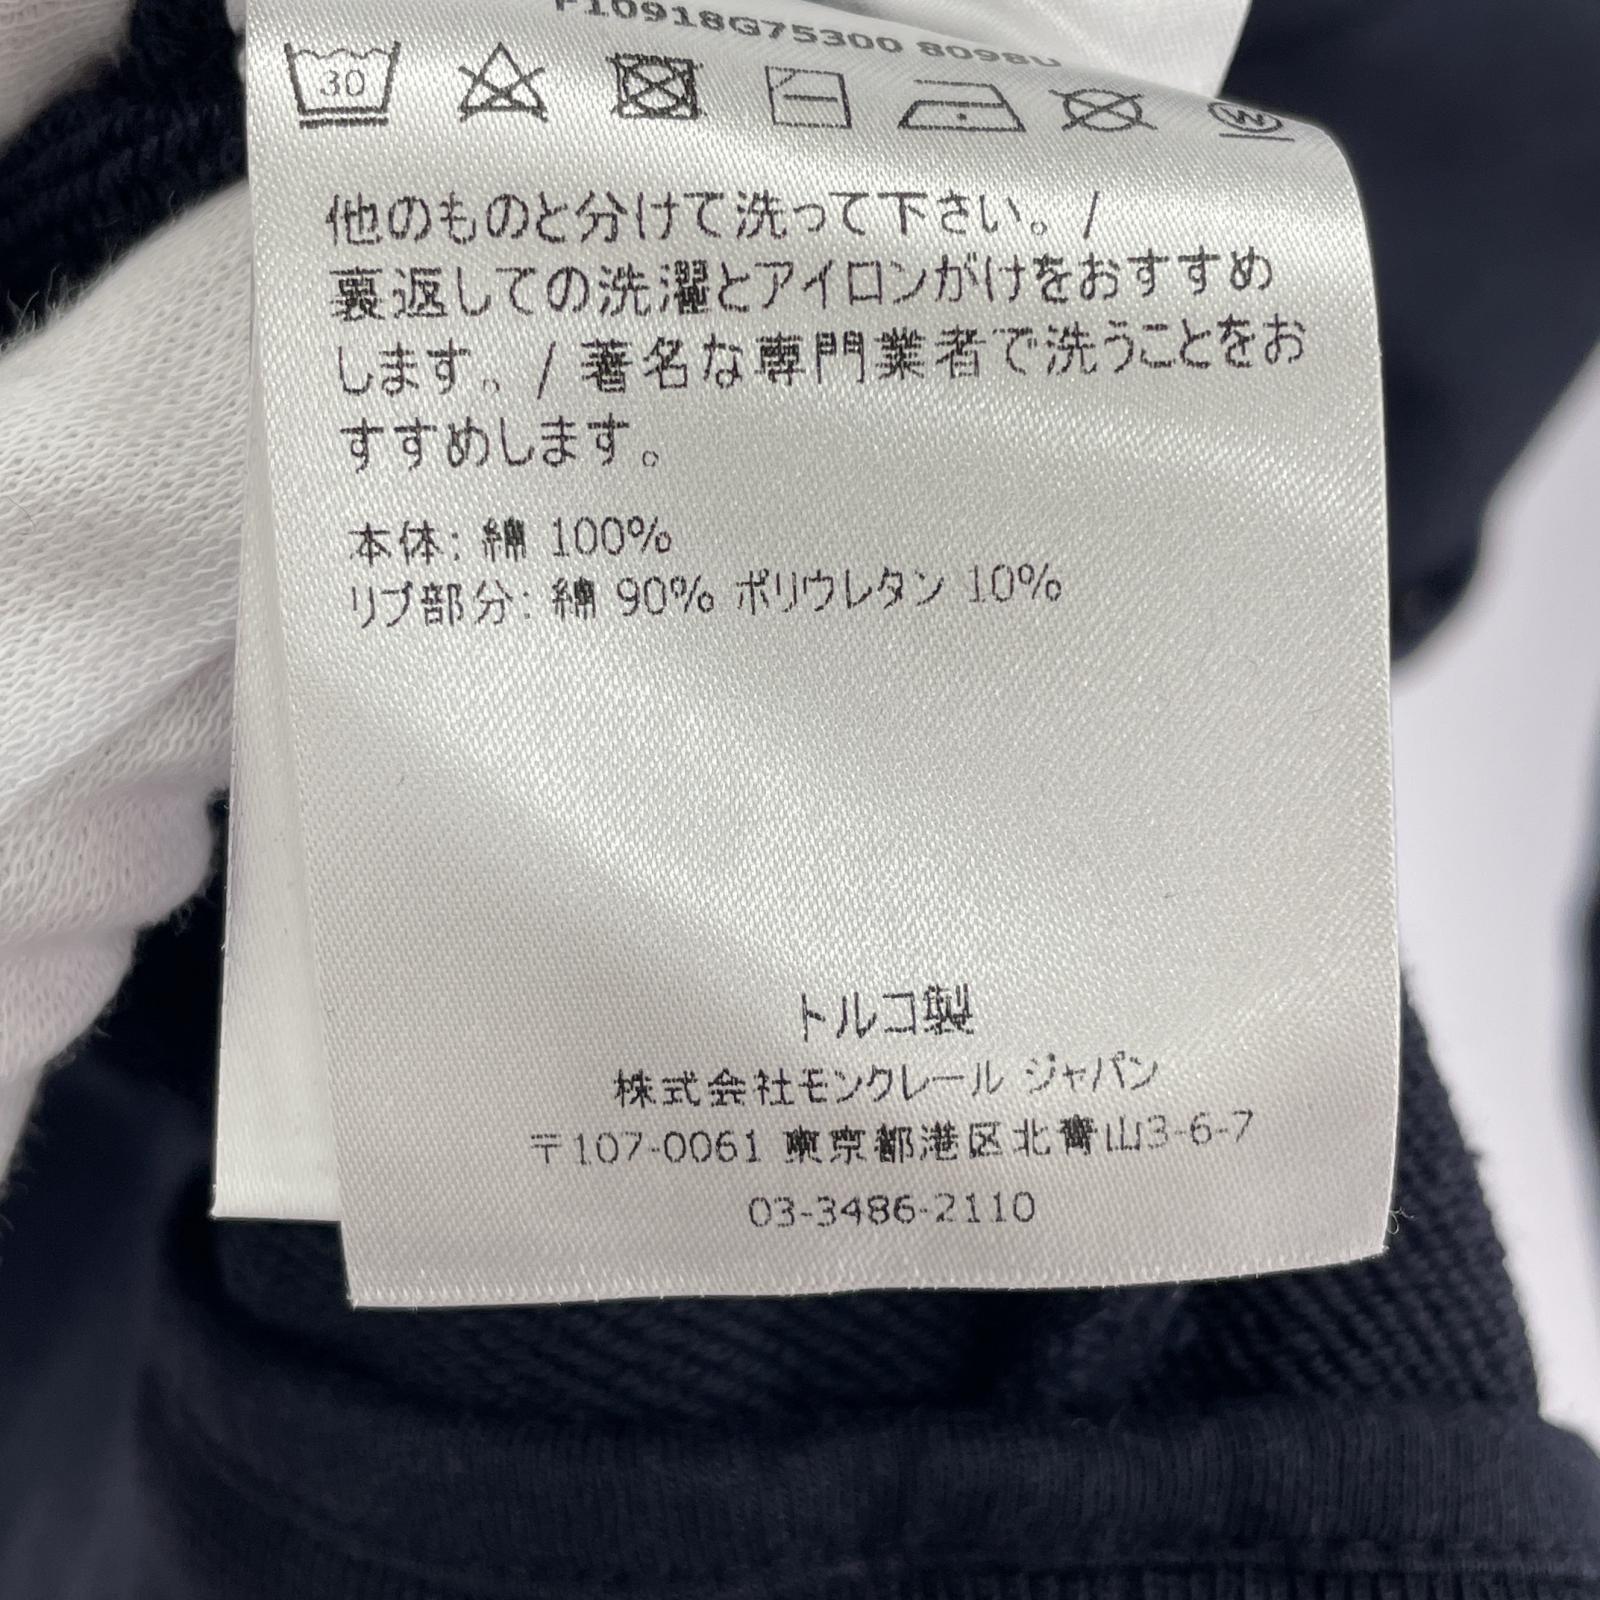 F10918G75300 8098U
30
W
他のものと分けて洗って下さい。/
裏返しての洗濯とアイロンがけをおすすめ
します。/ 著名な専門業者で洗うことをお
すすめします。
本体: 綿 100%
リブ部分: 綿 90% ポリウレタン 10%
トルコ製
株式会社モンクレール ジャパン
〒107-0061 東京都港区北青山3-6-7
03-3486-2110